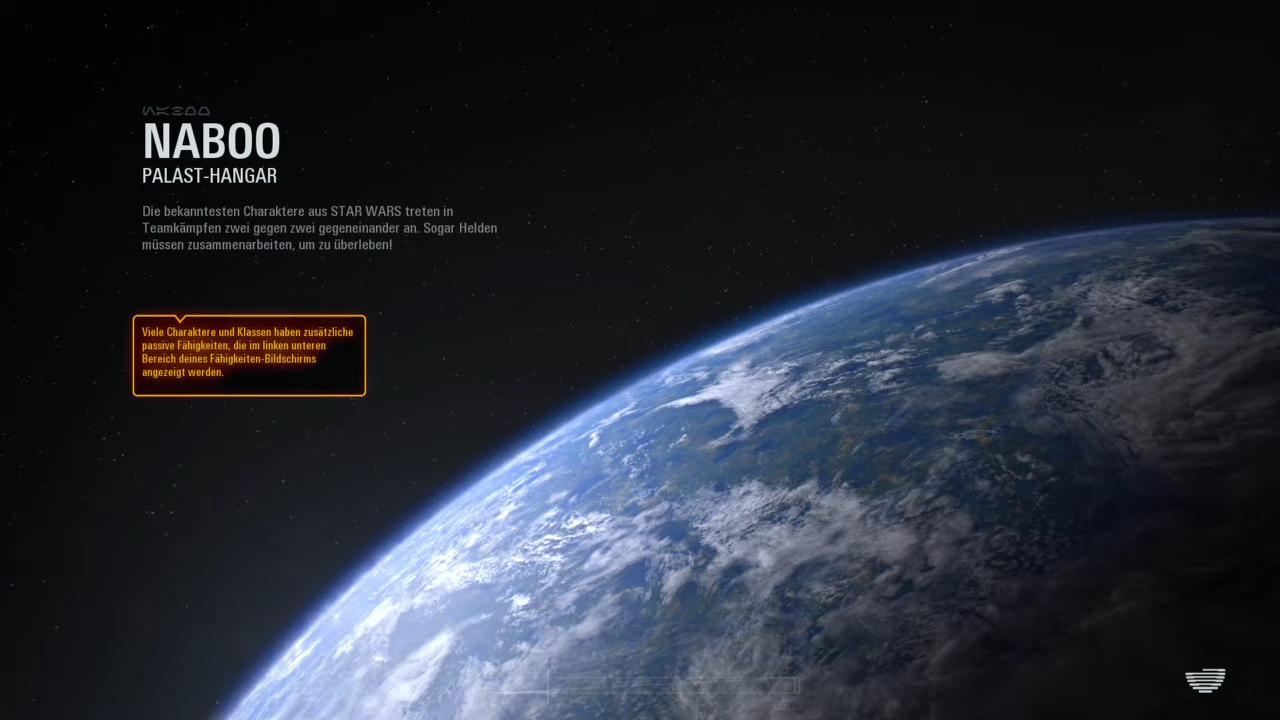 NABOO
PALAST-HANGAR
Die bekanntesten Charaktere aus STAR WARS treten in
Teamkämpfen zwei gegen zwei gegeneinander an. Sogar Helden
müssen zusammenarbeiten, um zu überleben!
Viele Charaktere und Klassen haben zusätzliche
passive Fähigkeiten, die im linken unteren
Bereich deines Fähigkeiten-Bildschirms
angezeigt werden.